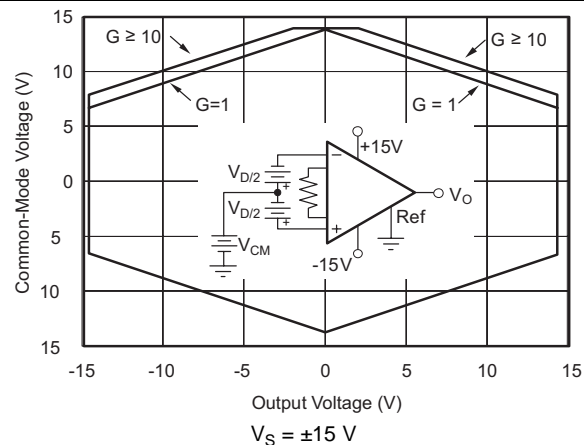 15
10
5
0
5
10
15
Common-Mode Voltage (V)
G ≥ 10
G ≥ 10
G=1
G = 1
+15V
V_D/2
V_D/2
−
+
+
+
V_O
Ref
V_CM
-15V
-15 -10 -5 0 5 10 15
Output Voltage (V)
V_S = ±15 V